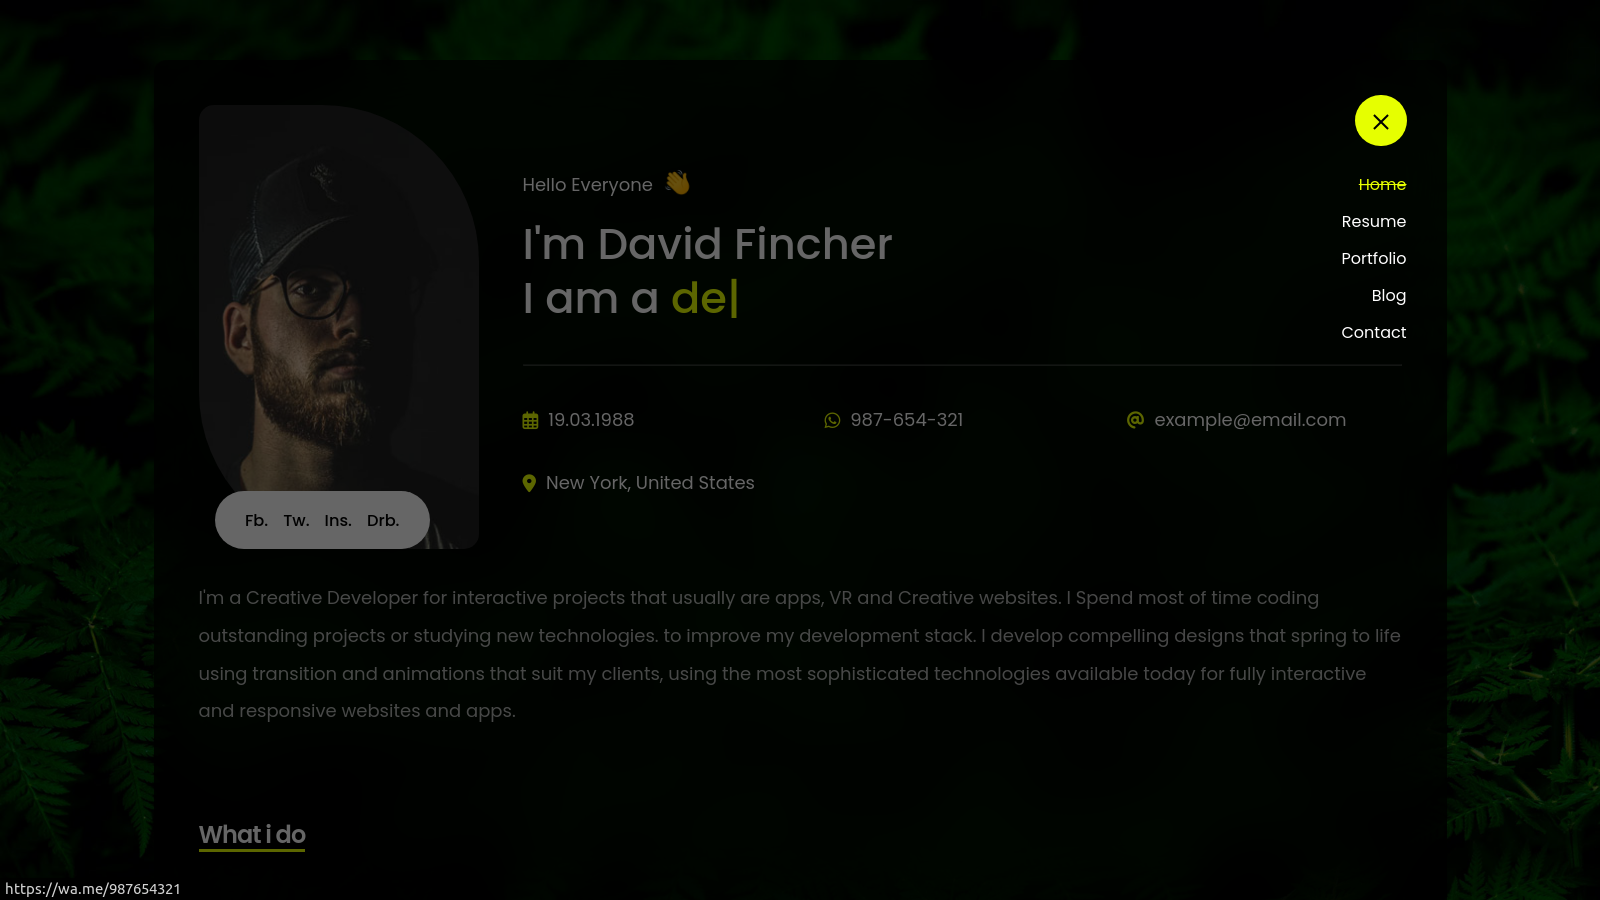 Hello Everyone 👋
I'm David Fincher
I am a de|
Home
Resume
Portfolio
Blog
Contact
19.03.1988
987-654-321
example@email.com
New York, United States
Fb. Tw. Ins. Drb.
I'm a Creative Developer for interactive projects that usually are apps, VR and Creative websites. I Spend most of time coding
outstanding projects or studying new technologies. to improve my development stack. I develop compelling designs that spring to life
using transition and animations that suit my clients, using the most sophisticated technologies available today for fully interactive
and responsive websites and apps.
What i do
https://wa.me/987654321